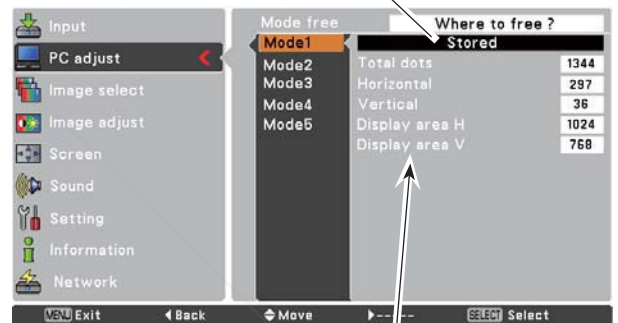 Input
PC adjust
Image select
Image adjust
Screen
Sound
Setting
Information
Network
Mode free
Where to free ?
Mode1
Mode2
Mode3
Mode4
Mode5
Stored
Total dots 1344
Horizontal 297
Vertical 36
Display area H 1024
Display area V 768
MENU Exit ◀Back Move ▶----- SELECT Select